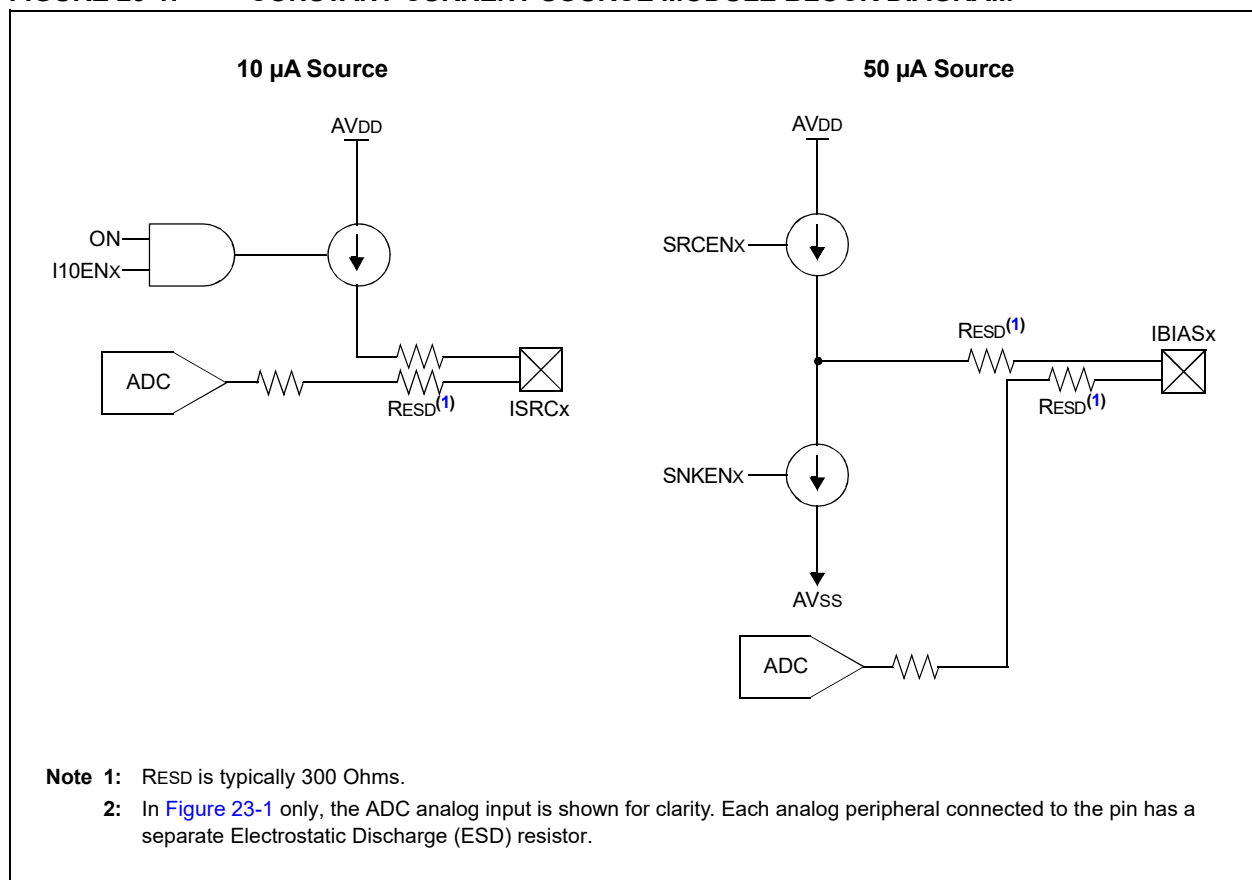 10 µA Source
50 µA Source
AVDD
AVDD
ON
I10ENx
SRCENx
RESD(1)
IBIASx
ADC
RESD(1)
ISRCx
RESD(1)
SNKENx
AVSS
ADC
Note 1: RESD is typically 300 Ohms.
2: In Figure 23-1 only, the ADC analog input is shown for clarity. Each analog peripheral connected to the pin has a
separate Electrostatic Discharge (ESD) resistor.